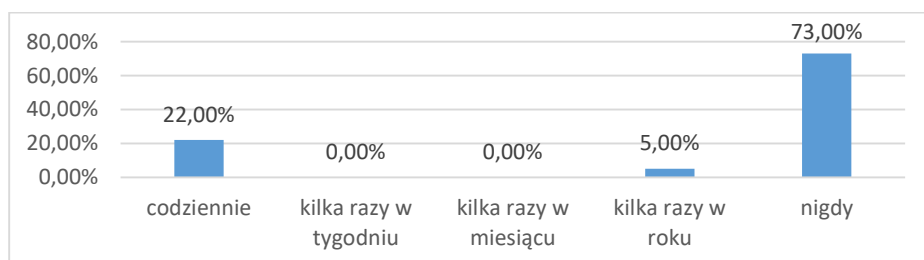 80,00%
60,00%
40,00%
20,00%
0,00%
22,00%
0,00%
0,00%
5,00%
73,00%
codziennie
kilka razy w
tygodniu
kilka razy w
miesiącu
kilka razy w
roku
nigdy